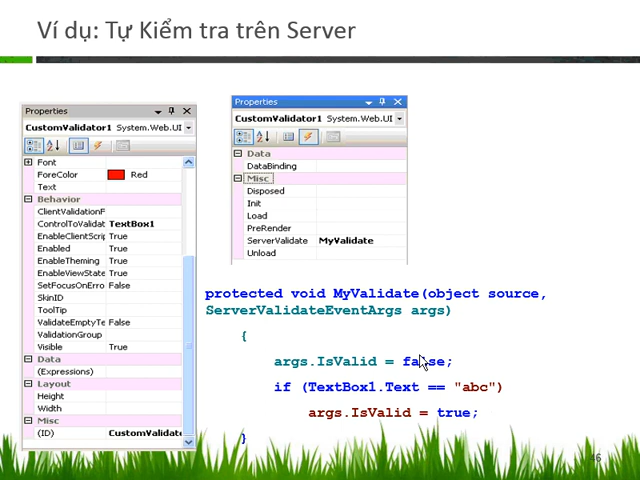 Ví dụ: Tự Kiểm tra trên Server
Properties
CustomValidator1 System.Web.UI
Font
ForeColor Red
Text
Behavior
ClientValidationF
ControlToValidat TextBox1
EnableClientScrip True
Enabled True
EnableTheming True
EnableViewState True
SetFocusOnError False
SkinID
ToolTip
ValidateEmptyTe False
ValidationGroup
Visible True
Data
(Expressions)
Layout
Height
Width
Misc
(ID) CustomValidato
Properties
CustomValidator1 System.Web.UI
Data
DataBinding
Misc
Disposed
Init
Load
PreRender
ServerValidate MyValidate
Unload
protected void MyValidate(object source,
ServerValidateEventArgs args)
{
args.IsValid = false;
if (TextBox1.Text == "abc")
args.IsValid = true;
}
46